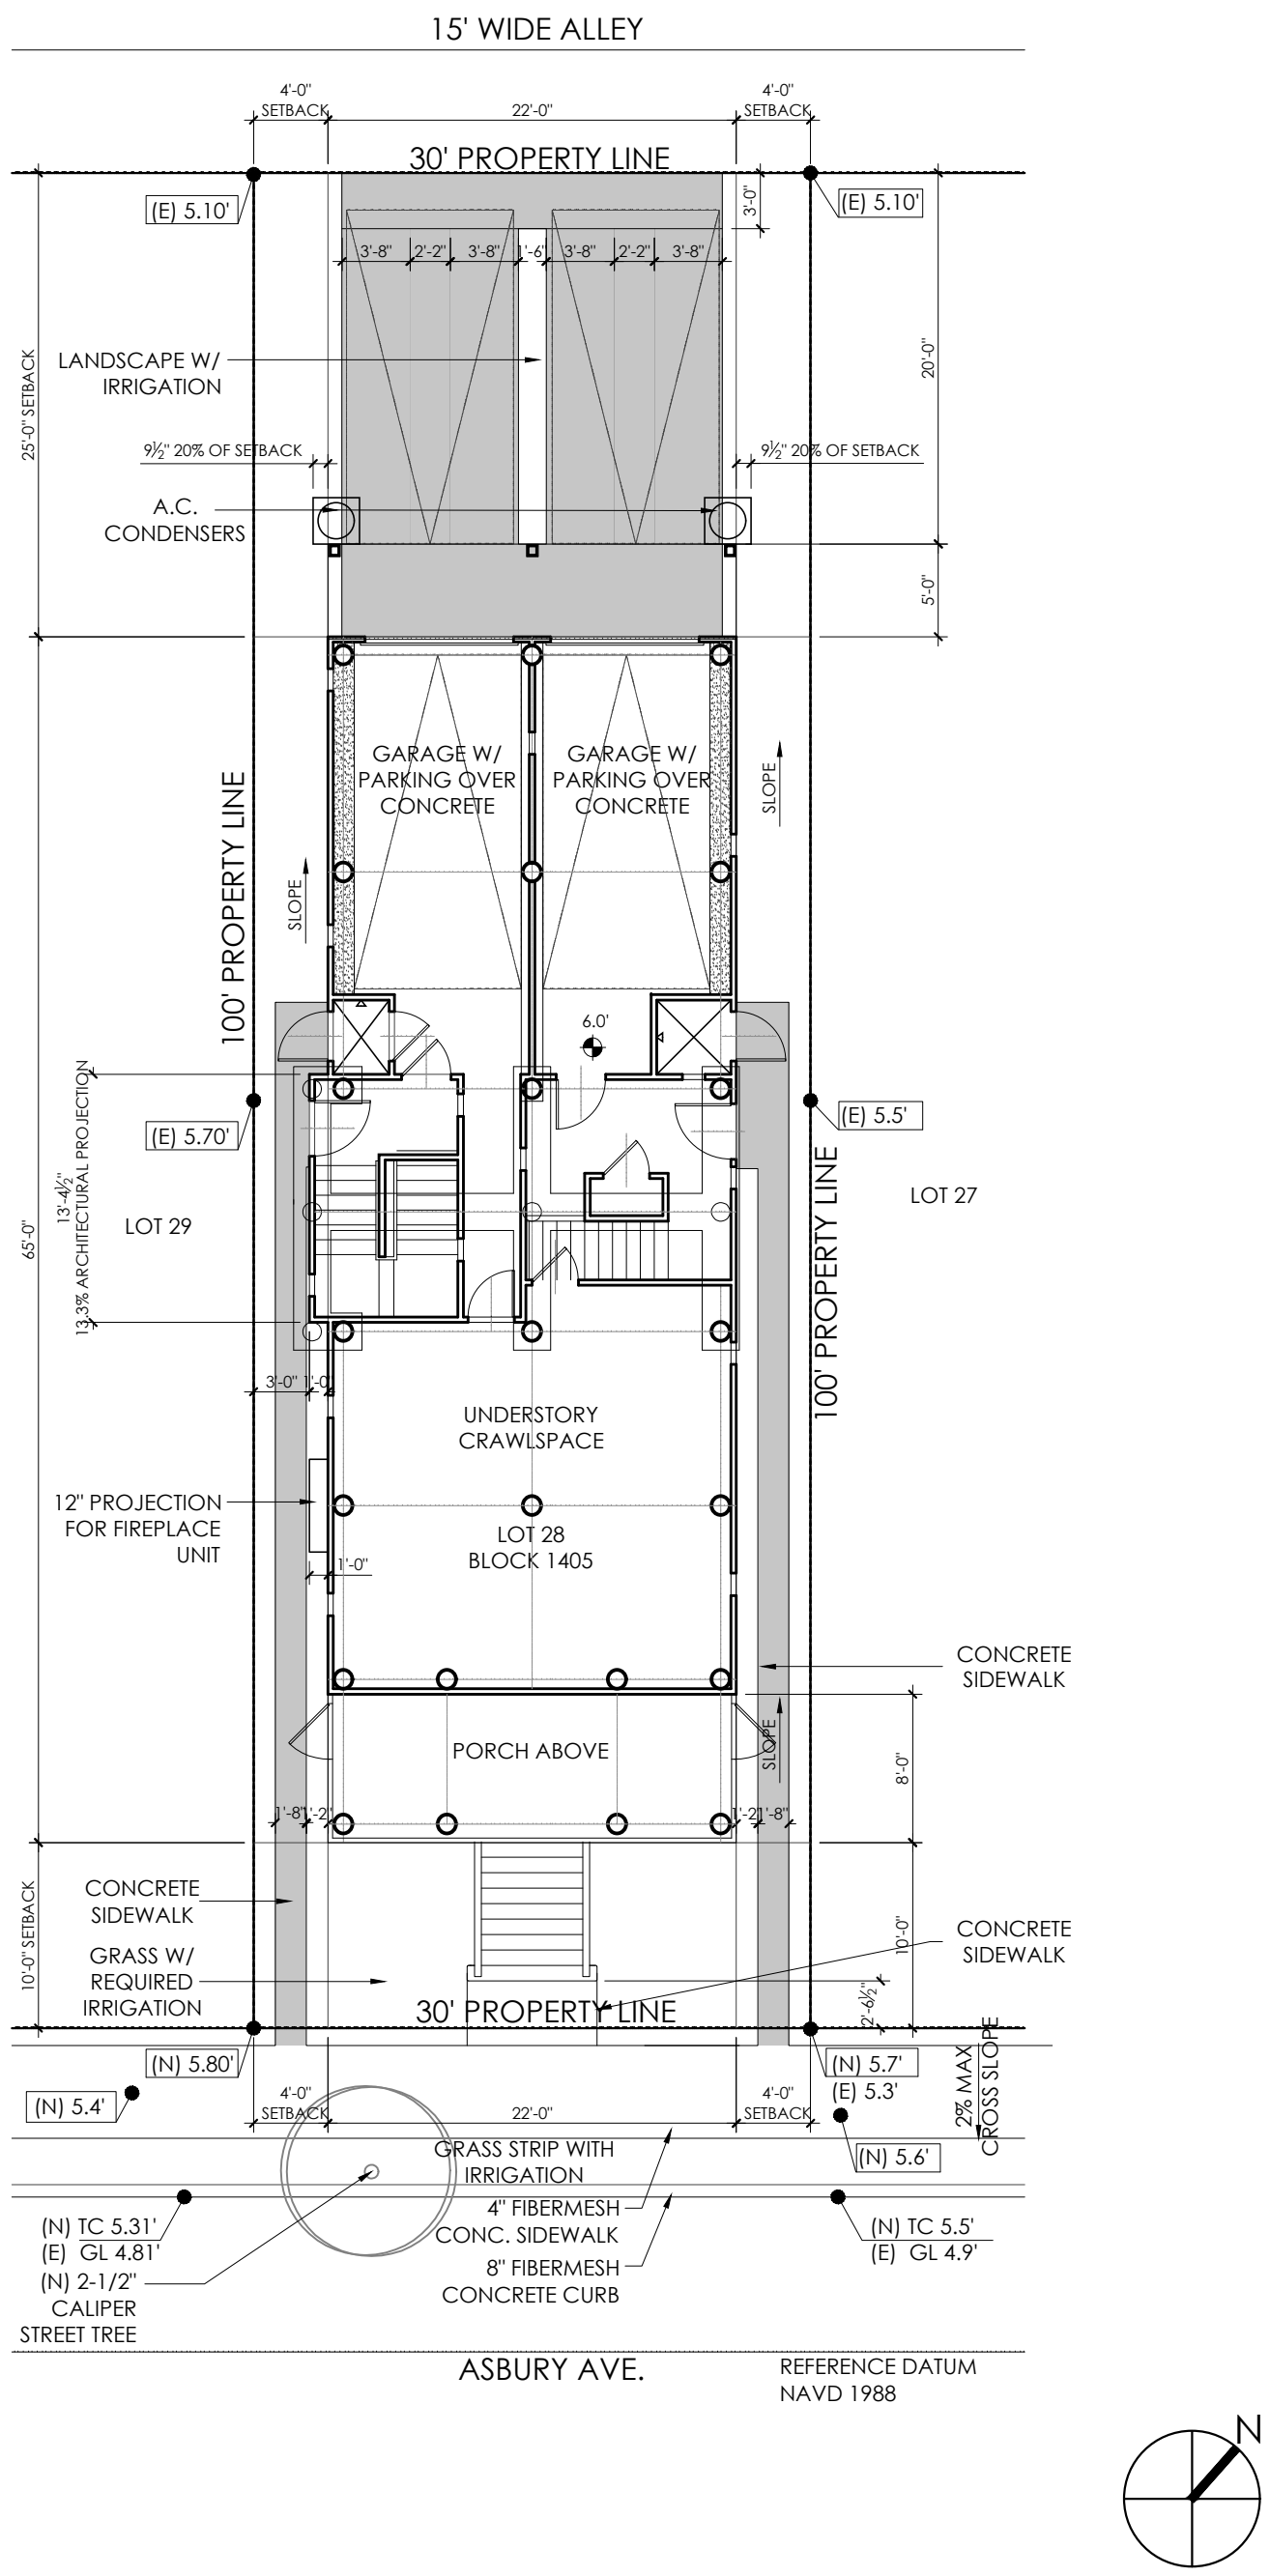 15' WIDE ALLEY
4'-0"
SETBACK
22'-0"
4'-0"
SETBACK
30' PROPERTY LINE
(E) 5.10'
(E) 5.10'
3'-0"
3'-8"
2'-2"
3'-8"
1'-6"
3'-8"
2'-2"
3'-8"
LANDSCAPE W/
IRRIGATION
25'-0" SETBACK
20'-0"
9½" 20% OF SETBACK
9½" 20% OF SETBACK
A.C.
CONDENSERS
5'-0"
GARAGE W/
PARKING OVER
CONCRETE
GARAGE W/
PARKING OVER
CONCRETE
SLOPE
SLOPE
100' PROPERTY LINE
6.0'
(E) 5.70'
(E) 5.5'
13'-4½"
13.3% ARCHITECTURAL PROJECTION
65'-0"
LOT 29
LOT 27
100' PROPERTY LINE
3'-0"
1'-0"
UNDERSTORY
CRAWLSPACE
12" PROJECTION
FOR FIREPLACE
UNIT
LOT 28
BLOCK 1405
1'-0"
CONCRETE
SIDEWALK
PORCH ABOVE
SLOPE
8'-0"
1'-8"
1'-2"
1'-2"
1'-8"
CONCRETE
SIDEWALK
10'-0" SETBACK
10'-0"
CONCRETE
SIDEWALK
GRASS W/
REQUIRED
IRRIGATION
2'-6½"
30' PROPERTY LINE
(N) 5.80'
(N) 5.7'
(E) 5.3'
2% MAX
CROSS SLOPE
(N) 5.4'
4'-0"
SETBACK
22'-0"
4'-0"
SETBACK
(N) 5.6'
GRASS STRIP WITH
IRRIGATION
4" FIBERMESH
CONC. SIDEWALK
8" FIBERMESH
CONCRETE CURB
(N) TC 5.31'
(E) GL 4.81'
(N) TC 5.5'
(E) GL 4.9'
(N) 2-1/2"
CALIPER
STREET TREE
ASBURY AVE.
REFERENCE DATUM
NAVD 1988
N